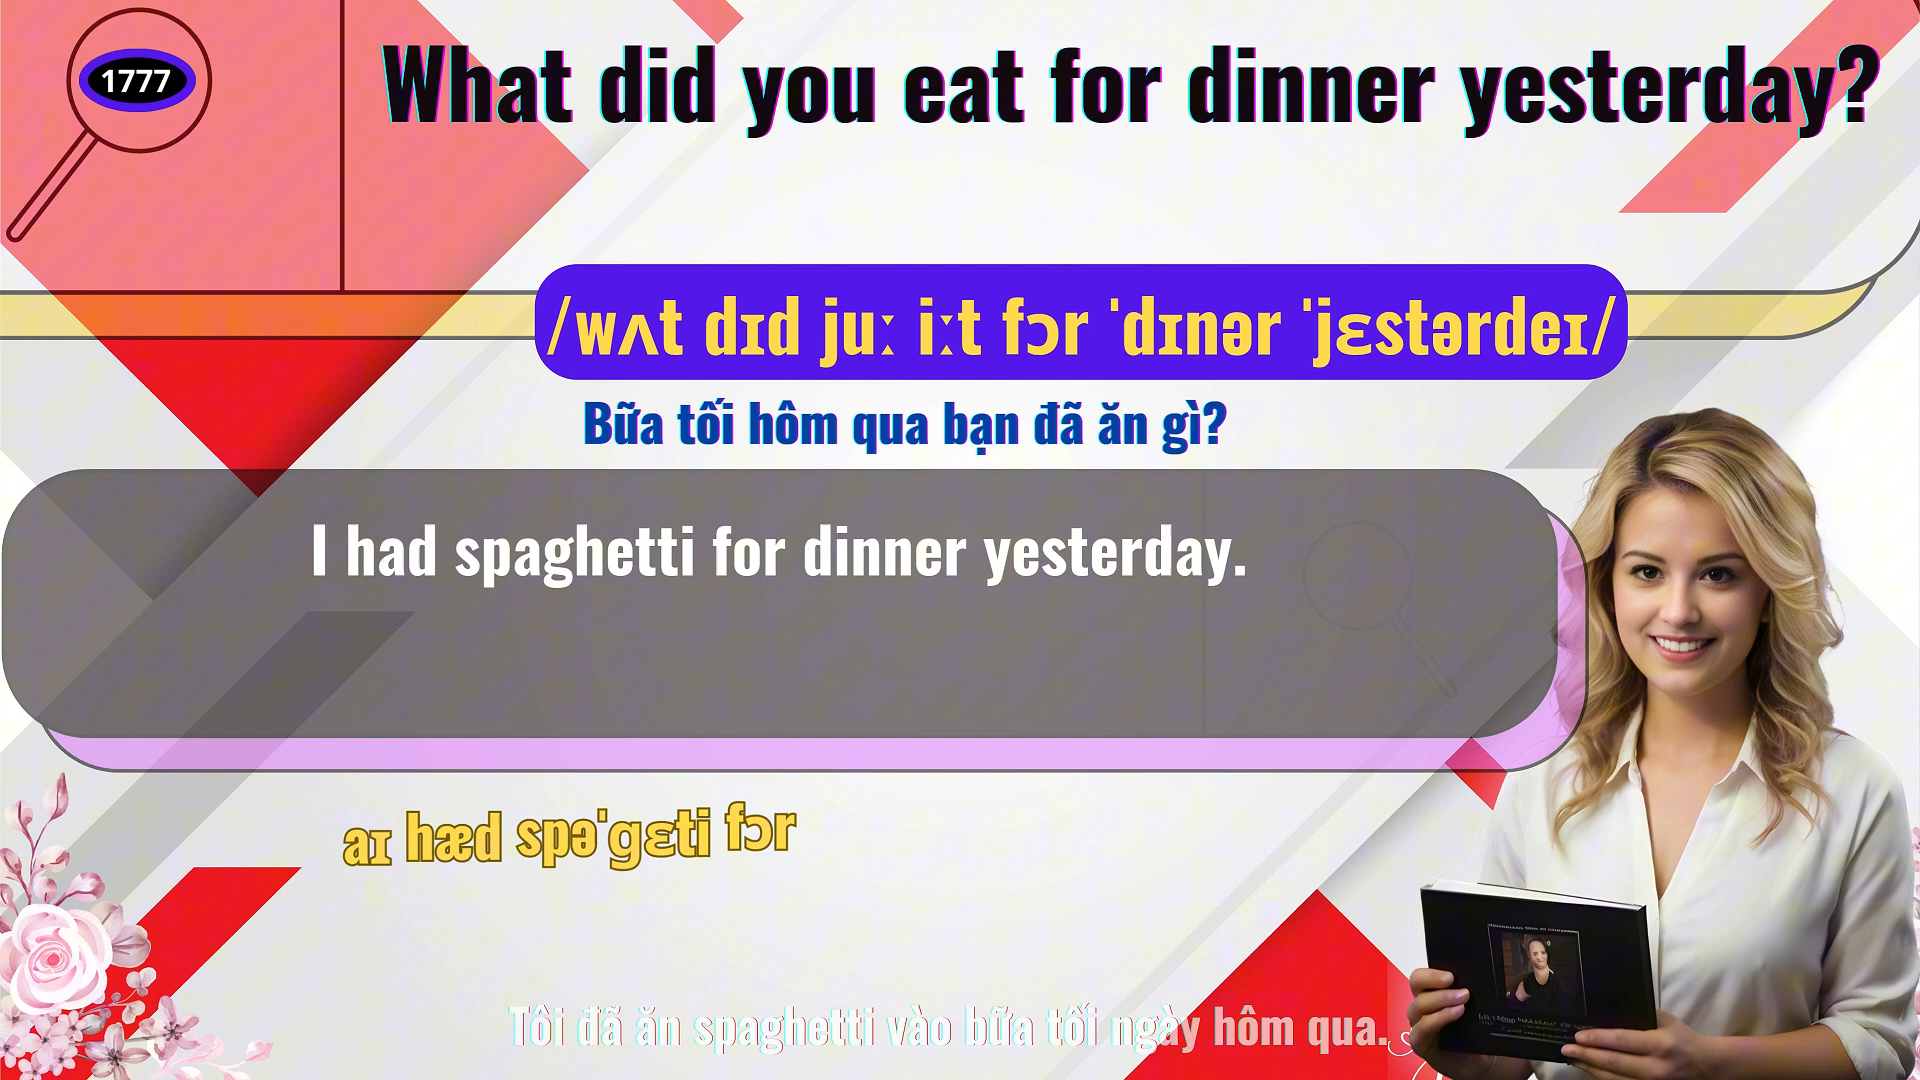 1777
What did you eat for dinner yesterday?
/wʌt dɪd juː iːt fɔr ˈdɪnər ˈjɛstərdeɪ/
Bữa tối hôm qua bạn đã ăn gì?
I had spaghetti for dinner yesterday.
aɪ hæd spəˈɡɛti fɔr
Tôi đã ăn spaghetti vào bữa tối ngày hôm qua.